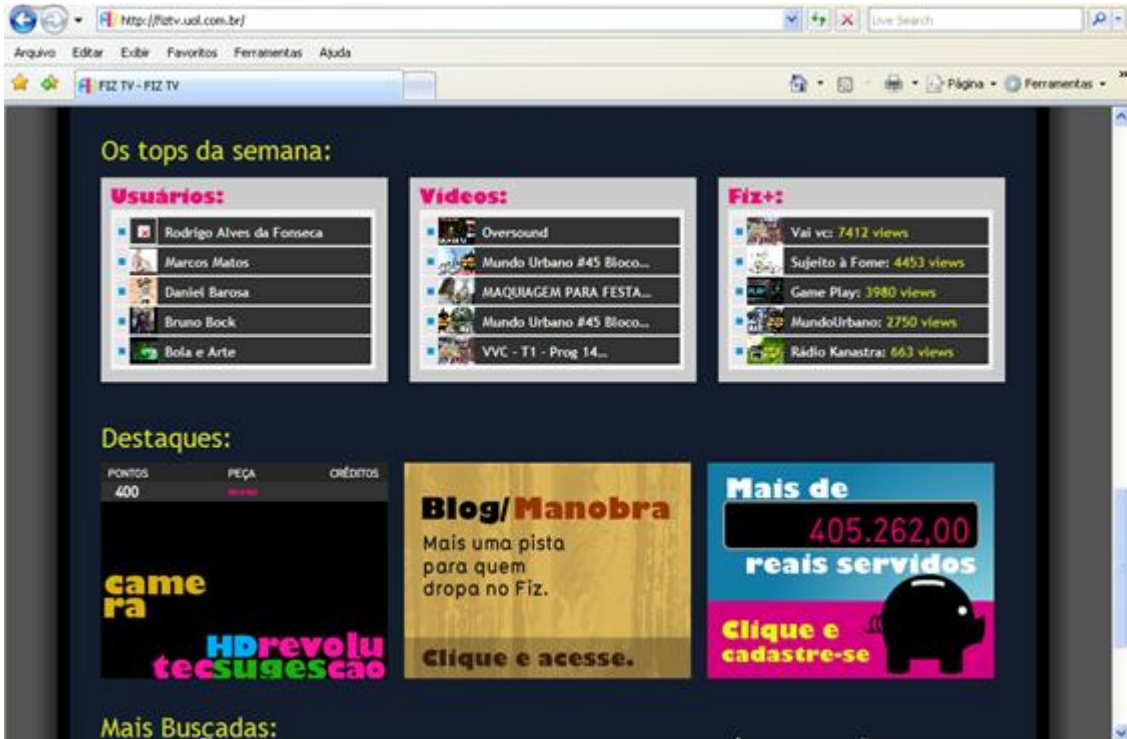 http://fiztv.uol.com.br/
Live Search
Arquivo Editar Exibir Favoritos Ferramentas Ajuda
FIZ TV - FIZ TV
Página
Ferramentas
Os tops da semana:
Usuários:
Rodrigo Alves da Fonseca
Marcos Matos
Daniel Barosa
Bruno Bock
Bola e Arte
Vídeos:
Oversound
Mundo Urbano #45 Bloco...
MAQUIAGEM PARA FESTA...
Mundo Urbano #45 Bloco...
VVC - T1 - Prog 14...
Fiz+:
Vai vc: 7412 views
Sujeito à Fome: 4453 views
Game Play: 3980 views
MundoUrbano: 2750 views
Rádio Kanastra: 663 views
Destaques:
PONTOS PEÇA CRÉDITOS
400
came
ra
HDrevolu
tecsugescão
Blog/Manobra
Mais uma pista
para quem
dropa no Fiz.
Clique e acesse.
Mais de
405.262,00
reais servidos
Clique e
cadastre-se
Mais Busçadas: